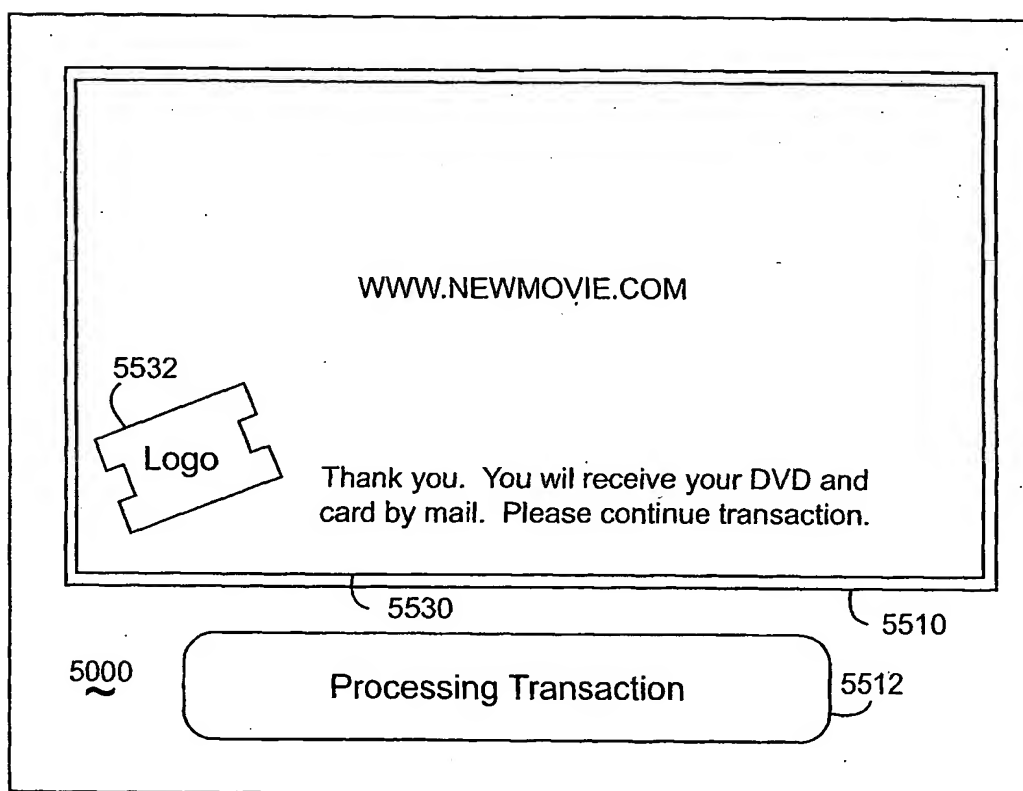 WWW.NEWMOVIE.COM
5532
Logo
Thank you. You wil receive your DVD and
card by mail. Please continue transaction.
5530
5510
5000
Processing Transaction
5512